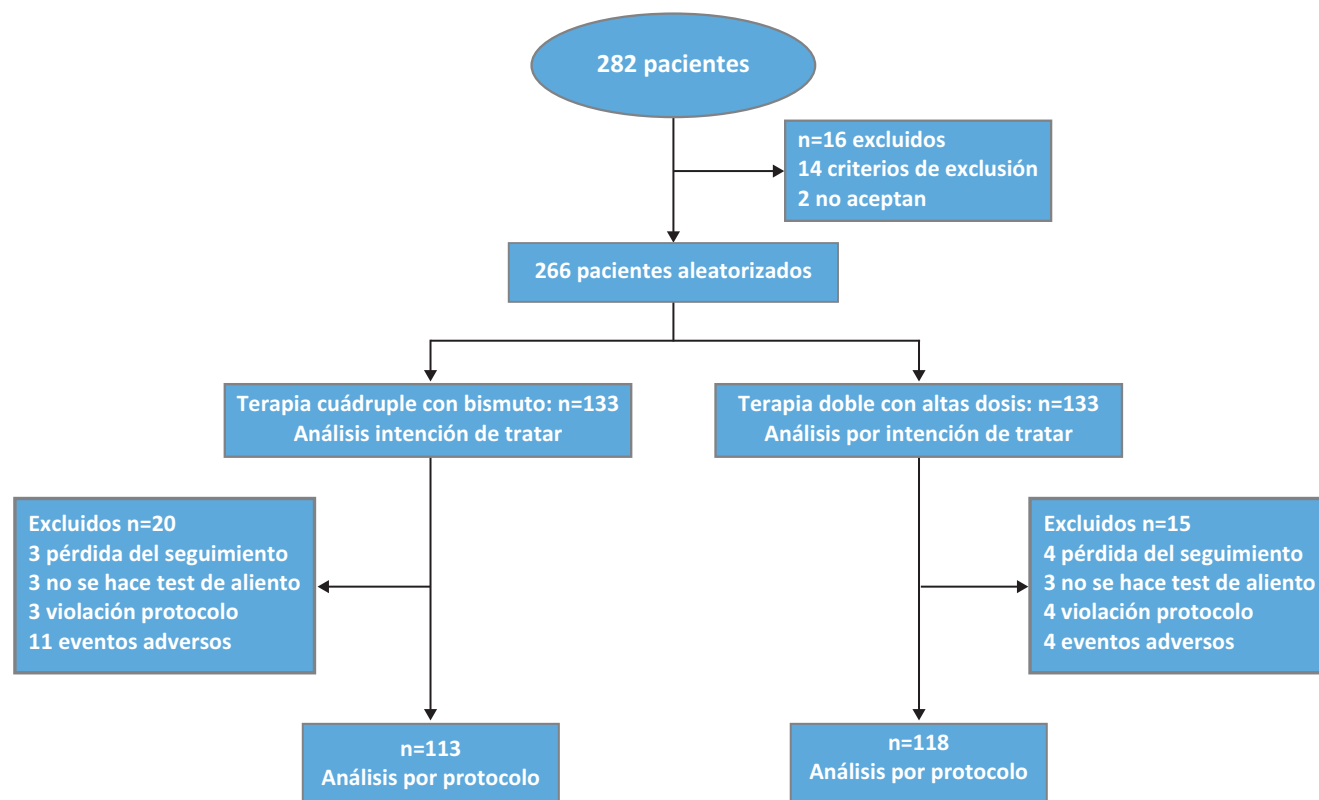 282 pacientes
n=16 excluidos
14 criterios de exclusión
2 no aceptan
266 pacientes aleatorizados
Terapia cuádruple con bismuto: n=133
Análisis intención de tratar
Terapia doble con altas dosis: n=133
Análisis por intención de tratar
Excluidos n=20
3 pérdida del seguimiento
3 no se hace test de aliento
3 violación protocolo
11 eventos adversos
Excluidos n=15
4 pérdida del seguimiento
3 no se hace test de aliento
4 violación protocolo
4 eventos adversos
n=113
Análisis por protocolo
n=118
Análisis por protocolo